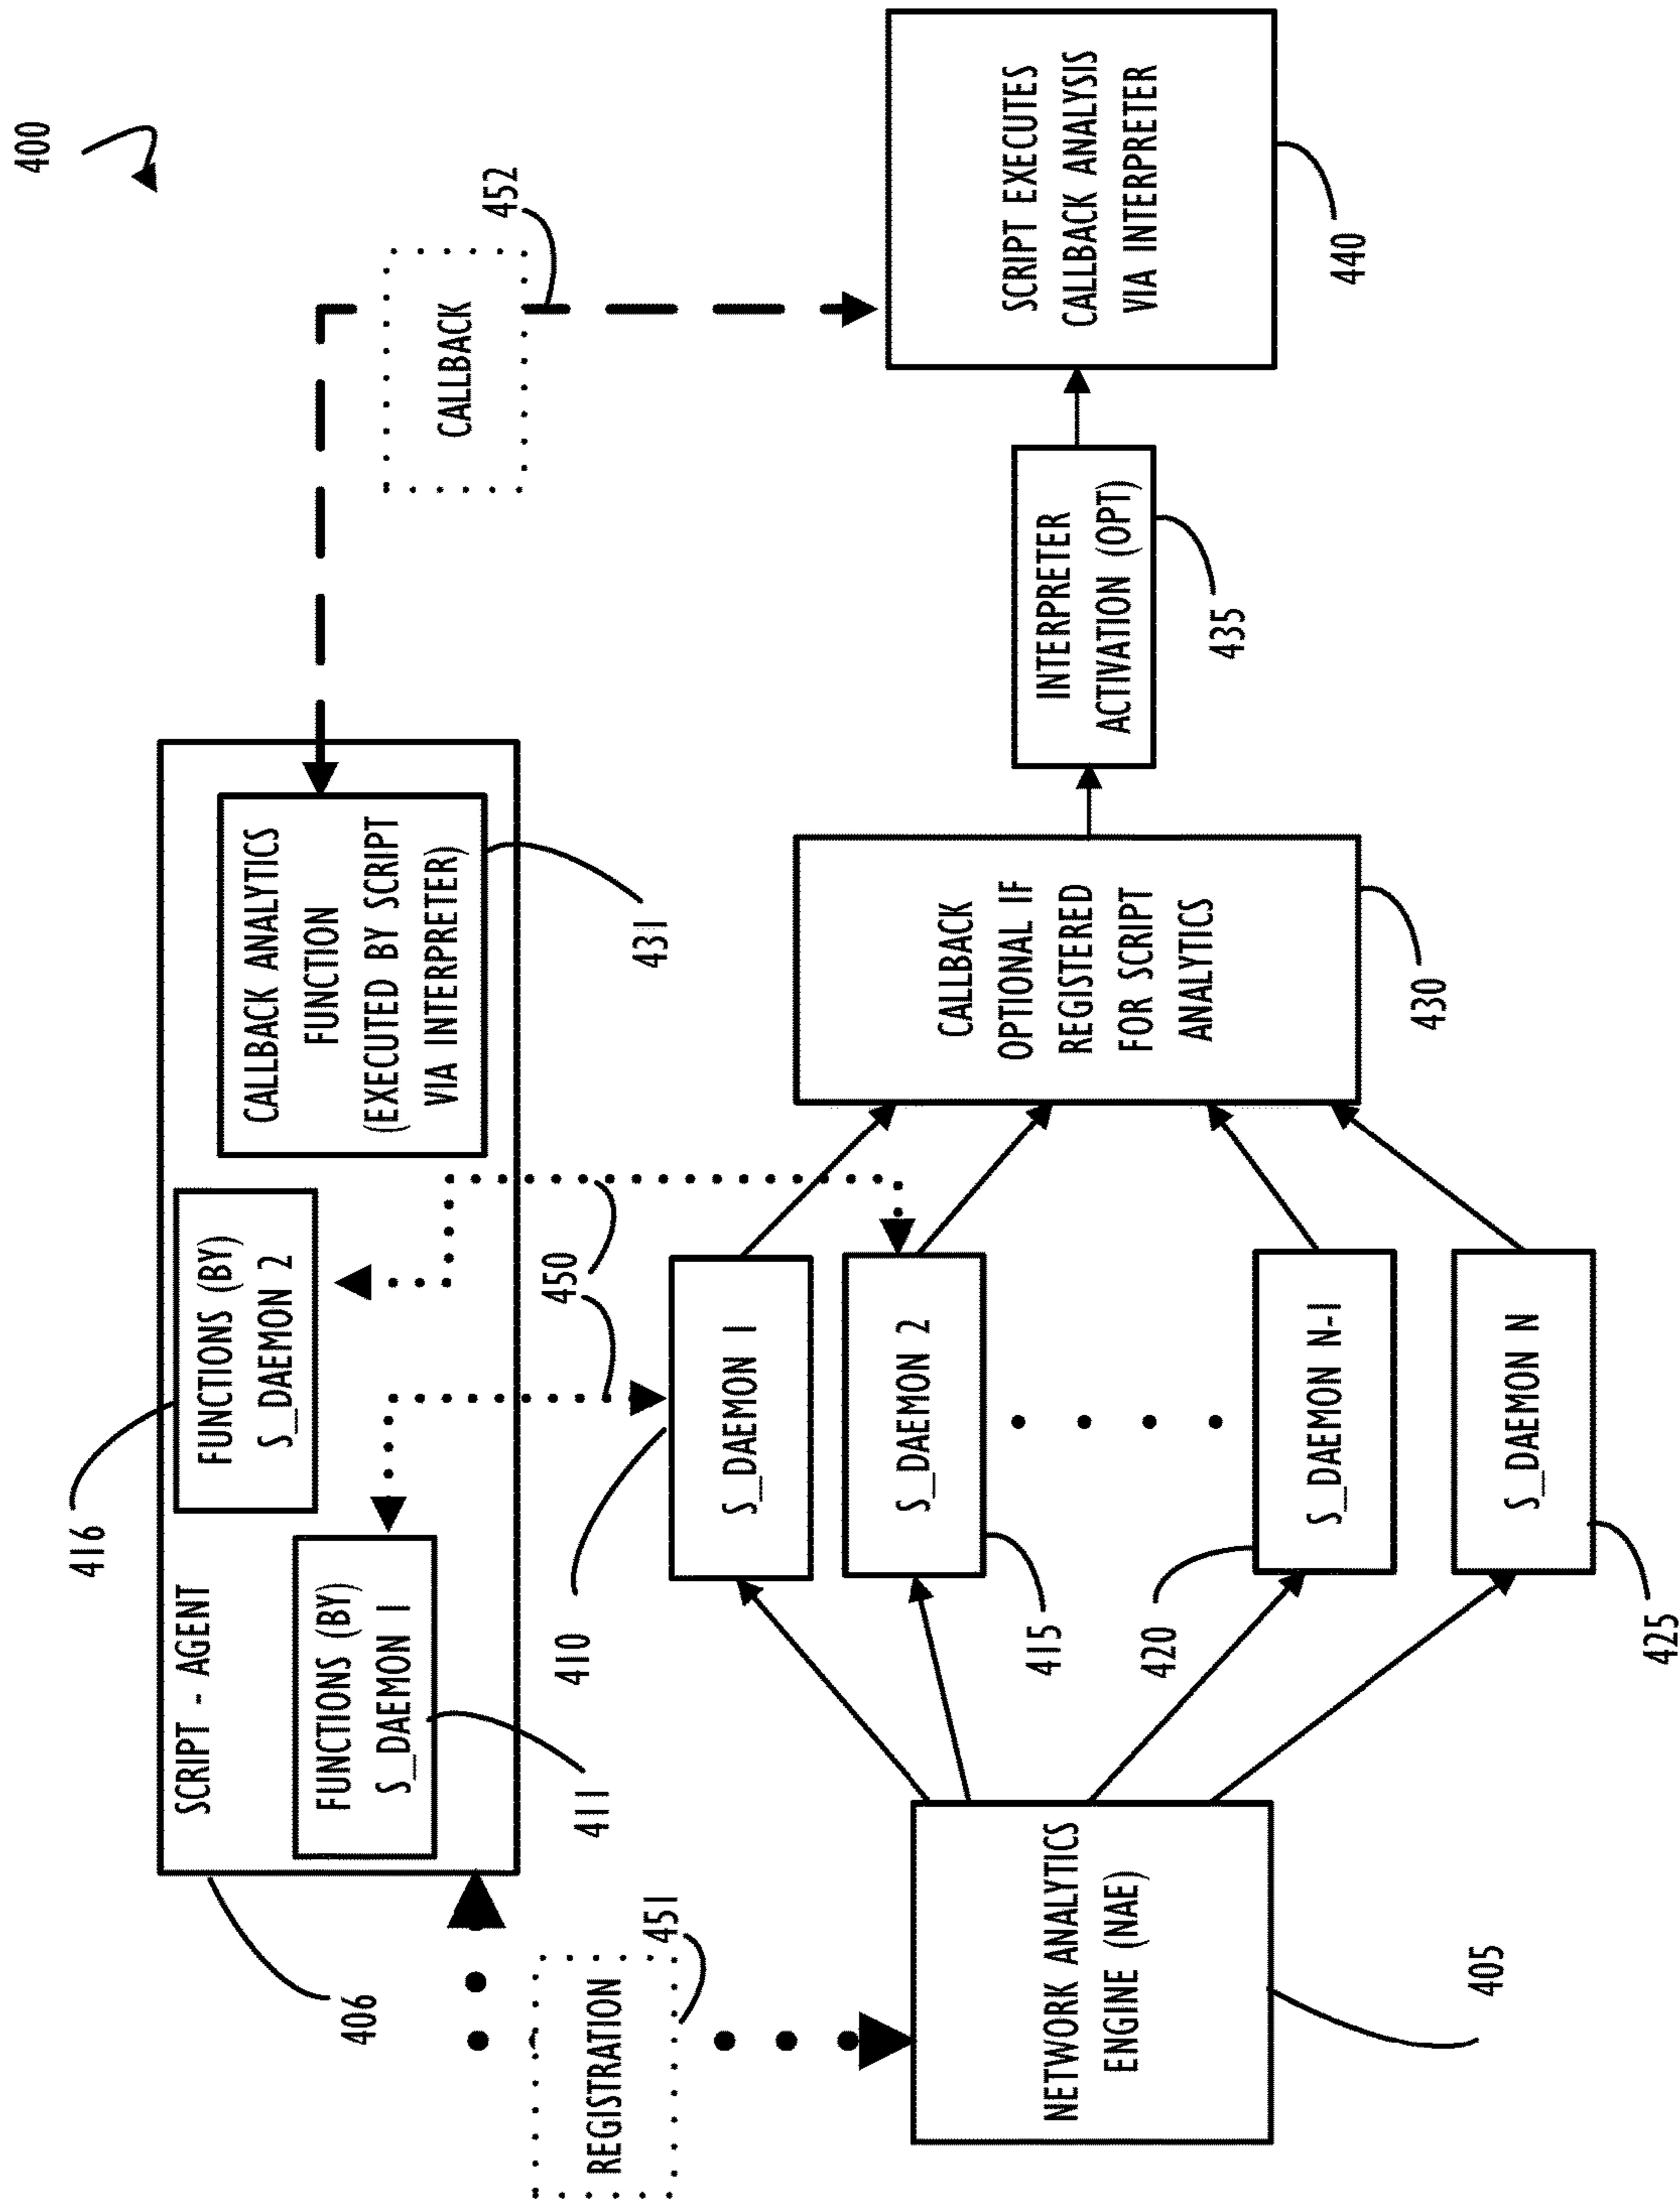 400
SCRIPT - AGENT
416
FUNCTIONS (BY)
S_DAEMON 2
FUNCTIONS (BY)
S_DAEMON 1
411
CALLBACK ANALYTICS
FUNCTION
(EXECUTED BY SCRIPT
VIA INTERPRETER)
431
406
REGISTRATION
451
CALLBACK
452
450
410
S_DAEMON 1
S_DAEMON 2
415
S_DAEMON N-1
420
S_DAEMON N
425
NETWORK ANALYTICS
ENGINE (NAE)
405
CALLBACK
OPTIONAL IF
REGISTERED
FOR SCRIPT
ANALYTICS
430
INTERPRETER
ACTIVATION (OPT)
435
SCRIPT EXECUTES
CALLBACK ANALYSIS
VIA INTERPRETER
440